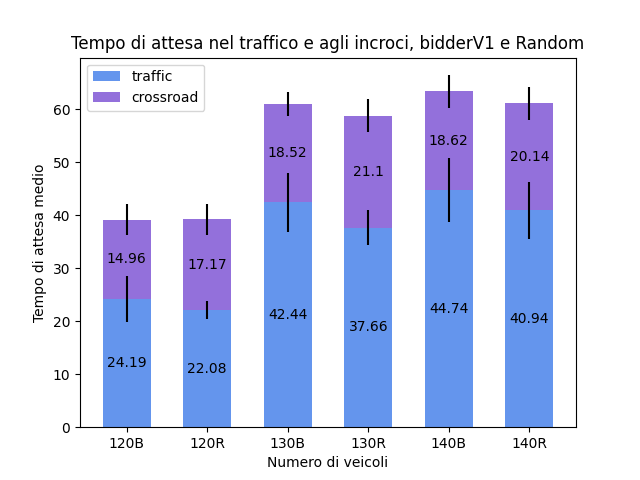 Tempo di attesa nel traffico e agli incroci, bidderV1 e Random
traffic
crossroad
Tempo di attesa medio
60
50
40
30
20
10
0
14.96
17.17
18.52
21.1
18.62
20.14
24.19
22.08
42.44
37.66
44.74
40.94
120B
120R
130B
130R
140B
140R
Numero di veicoli